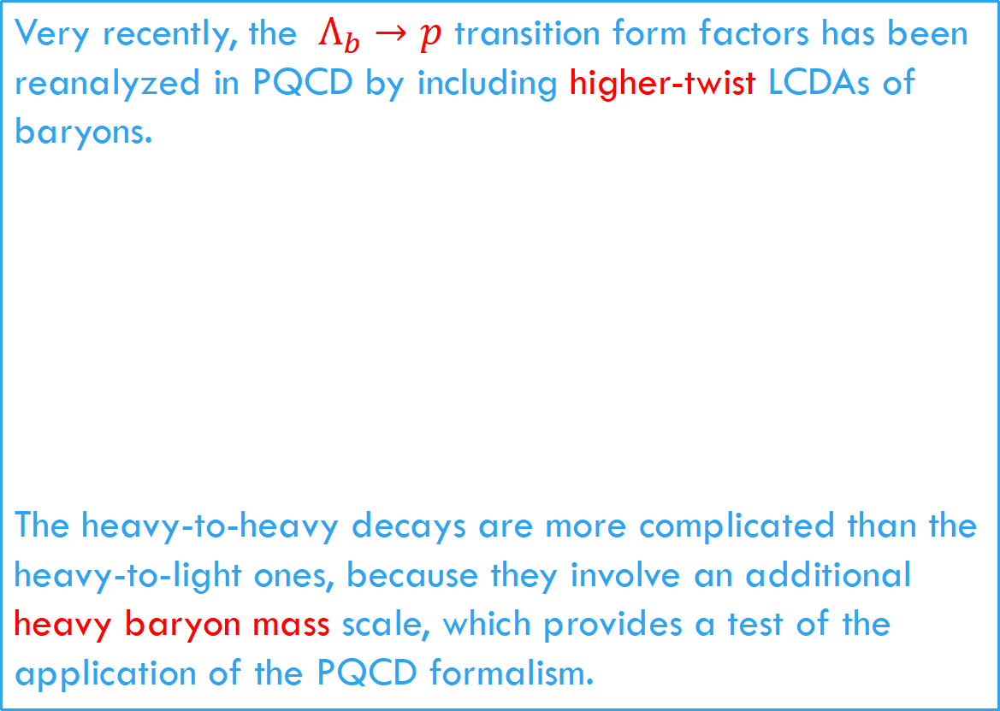 Very recently, the Λ_b → p transition form factors has been
reanalyzed in PQCD by including higher-twist LCDAs of
baryons.
The heavy-to-heavy decays are more complicated than the
heavy-to-light ones, because they involve an additional
heavy baryon mass scale, which provides a test of the
application of the PQCD formalism.